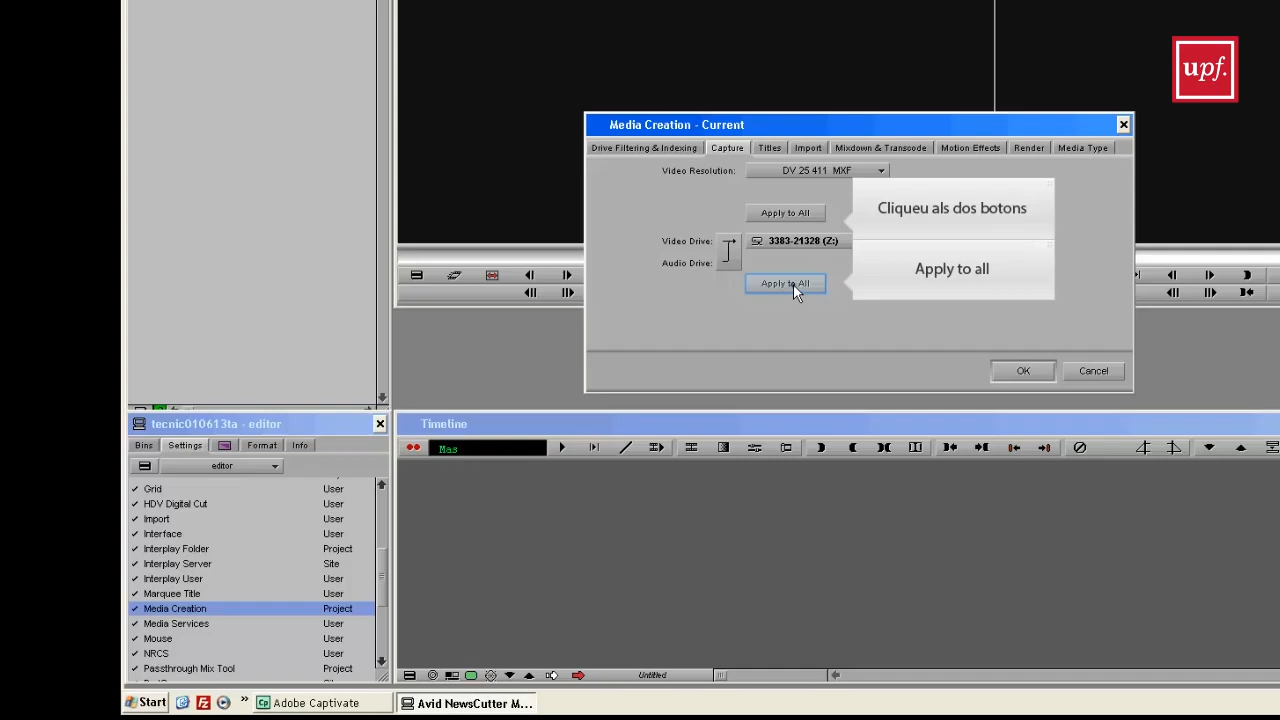 upf.
Media Creation - Current
Drive Filtering & Indexing Capture Titles Import Mixdown & Transcode Motion Effects Render Media Type
Video Resolution: DV 25 411 MXF
Apply to All
Cliqueu als dos botons
Video Drive: 3383-21328 (Z:)
Audio Drive:
Apply to All
Apply to all
OK Cancel
tecnic010613ta - editor
Bins Settings Format Info
editor
Grid User
HDV Digital Cut User
Import User
Interface User
Interplay Folder Project
Interplay Server Site
Interplay User User
Marquee Title User
Media Creation Project
Media Services User
Mouse User
NRCS User
Passthrough Mix Tool Project
Timeline
Mas
Untitled
Start » Adobe Captivate Avid NewsCutter M...